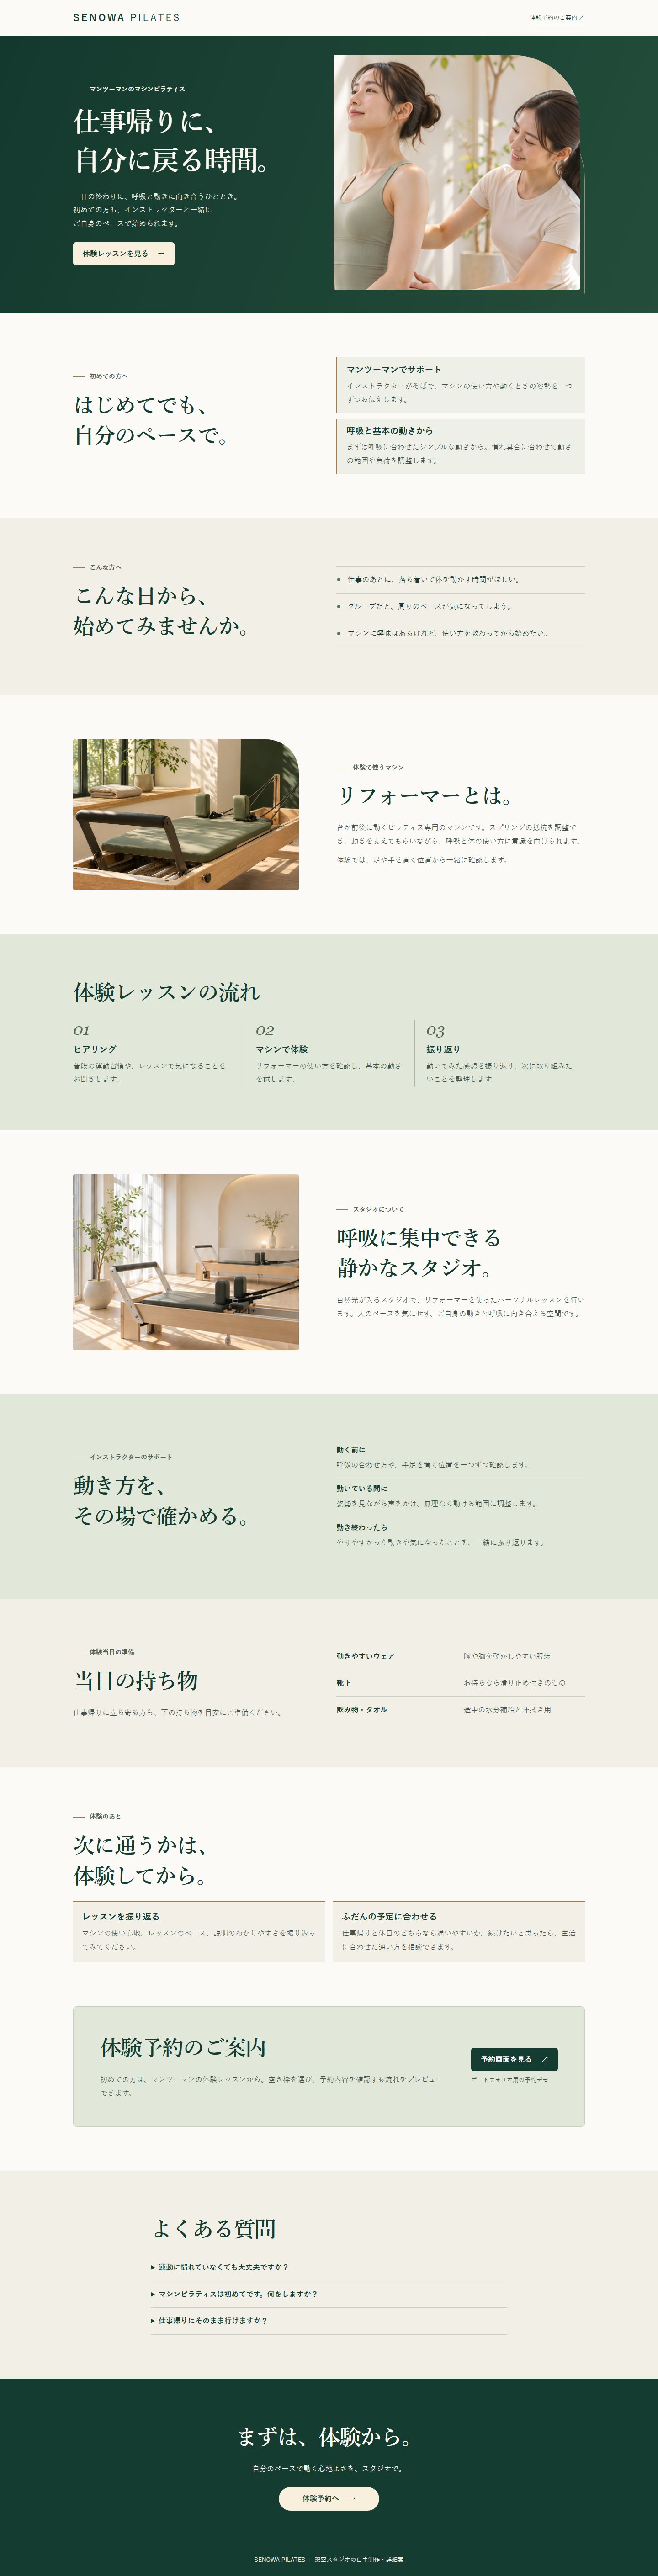 SENOWA PILATES
体験予約のご案内 ↗
マンツーマンのマシンピラティス
仕事帰りに、
自分に戻る時間。
一日の終わりに、呼吸と動きに向き合うひととき。
初めての方も、インストラクターと一緒に
ご自身のペースで始められます。
体験レッスンを見る →
初めての方へ
はじめてでも、
自分のペースで。
マンツーマンでサポート
インストラクターがそばで、マシンの使い方や動くときの姿勢を一つ
ずつお伝えします。
呼吸と基本の動きから
まずは呼吸に合わせたシンプルな動きから。慣れ具合に合わせて動き
の範囲や負荷を調整します。
こんな方へ
こんな日から、
始めてみませんか。
仕事のあとに、落ち着いて体を動かす時間がほしい。
グループだと、周りのペースが気になってしまう。
マシンに興味はあるけれど、使い方を教わってから始めたい。
体験で使うマシン
リフォーマーとは。
台が前後に動くピラティス専用のマシンです。スプリングの抵抗を調整で
き、動きを支えてもらいながら、呼吸と体の使い方に意識を向けられます。
体験では、足や手を置く位置から一緒に確認します。
体験レッスンの流れ
01
ヒアリング
普段の運動習慣や、レッスンで気になることを
お聞きします。
02
マシンで体験
リフォーマーの使い方を確認し、基本の動き
を試します。
03
振り返り
動いてみた感想を振り返り、次に取り組みた
いことを整理します。
スタジオについて
呼吸に集中できる
静かなスタジオ。
自然光が入るスタジオで、リフォーマーを使ったパーソナルレッスンを行い
ます。人のペースを気にせず、ご自身の動きと呼吸に向き合える空間です。
インストラクターのサポート
動き方を、
その場で確かめる。
動く前に
呼吸の合わせ方や、手足を置く位置を一つずつ確認します。
動いている間に
姿勢を見ながら声をかけ、無理なく動ける範囲に調整します。
動き終わったら
やりやすかった動きや気になったことを、一緒に振り返ります。
体験当日の準備
当日の持ち物
仕事帰りに立ち寄る方も、下の持ち物を目安にご準備ください。
動きやすいウェア
腕や脚を動かしやすい服装
靴下
お持ちなら滑り止め付きのもの
飲み物・タオル
途中の水分補給と汗拭き用
体験のあと
次に通うかは、
体験してから。
レッスンを振り返る
マシンの使い心地、レッスンのペース、説明のわかりやすさを振り返っ
てみてください。
ふだんの予定に合わせる
仕事帰りと休日のどちらなら通いやすいか。続けたいと思ったら、生活
に合わせた通い方を相談できます。
体験予約のご案内
初めての方は、マンツーマンの体験レッスンから。空き枠を選び、予約内容を確認する流れをプレビュー
できます。
予約画面を見る ↗
ポートフォリオ用の予約デモ
よくある質問
▶ 運動に慣れていなくても大丈夫ですか？
▶ マシンピラティスは初めてです。何をしますか？
▶ 仕事帰りにそのまま行けますか？
まずは、体験から。
自分のペースで動く心地よさを、スタジオで。
体験予約へ →
SENOWA PILATES ｜ 架空スタジオの自主制作・詳細案